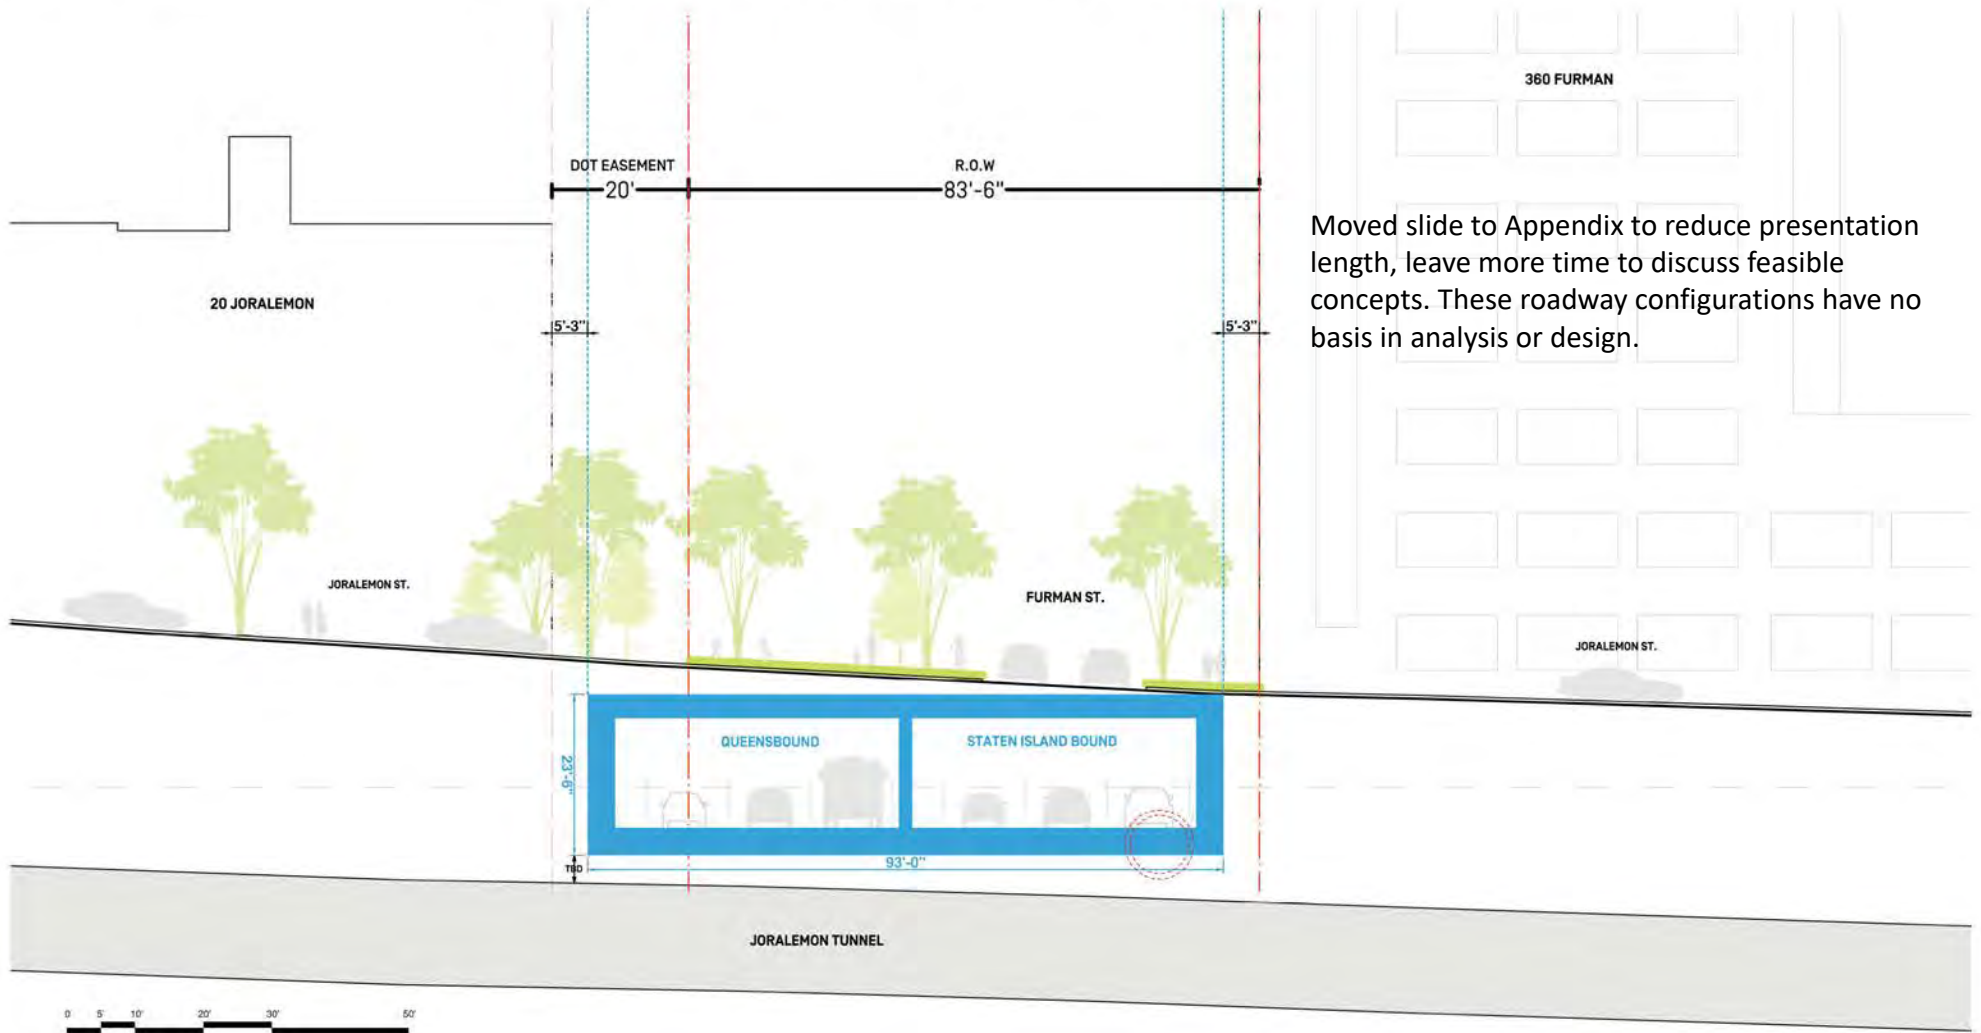 360 FURMAN
DOT EASEMENT
20'
R.O.W
83'-6"
Moved slide to Appendix to reduce presentation
length, leave more time to discuss feasible
concepts. These roadway configurations have no
basis in analysis or design.
20 JORALEMON
5'-3"
5'-3"
JORALEMON ST.
FURMAN ST.
JORALEMON ST.
QUEENSBOUND
STATEN ISLAND BOUND
23'-6"
TBD
93'-0"
JORALEMON TUNNEL
0 5' 10' 20' 30' 50'